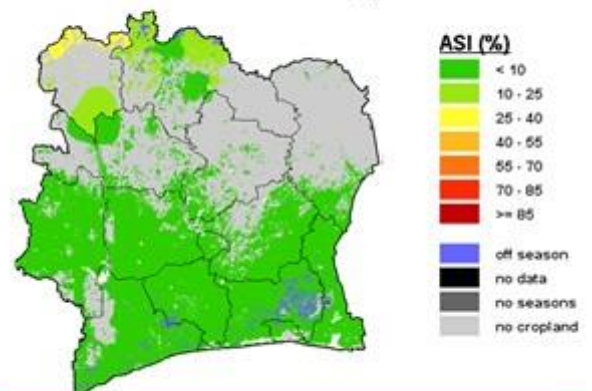 ASI (%)
< 10
10 - 25
25 - 40
40 - 55
55 - 70
70 - 85
>= 85
off season
no data
no seasons
no cropland